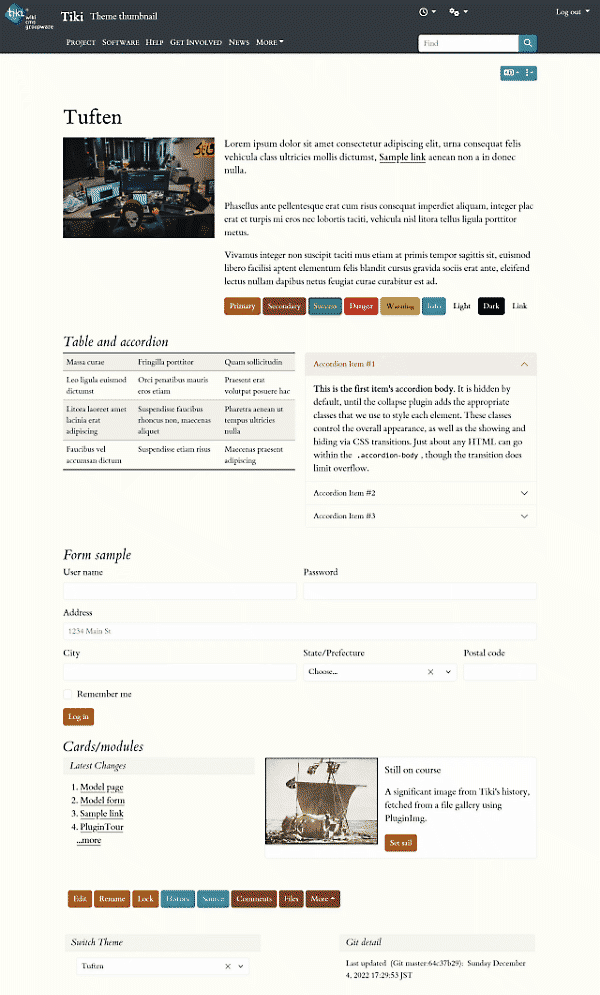 tiki wiki cms groupware
Tiki Theme thumbnail
Log out
Project Software Help Get Involved News More
Find
Tuften
Lorem ipsum dolor sit amet consectetur adipiscing elit, urna consequat felis
vehicula class ultricies mollis dictumst, Sample link aenean non a in donec
nulla.
Phasellus ante pellentesque erat cum risus consequat imperdiet aliquam, integer plac
erat et turpis mi eros nec lobortis taciti, vehicula nisl litora tellus ligula porttitor
metus.
Vivamus integer non suscipit taciti mus etiam at primis tempor sagittis sit, euismod
libero facilisi aptent elementum felis blandit cursus gravida sociis erat ante, eleifend
lectus nullam dapibus netus feugiat curae curabitur est ad.
Primary Secondary Success Danger Warning Info Light Dark Link
Table and accordion
Massa curae Fringilla porttitor Quam sollicitudin
Leo ligula euismod Orci penatibus mauris Praesent erat
dictumst eros etiam volutpat posuere hac
Litora laoreet amet Suspendisse faucibus Pharetra aenean ut
lacinia erat rhoncus non, maecenas tempus ultricies
adipiscing aliquet nulla
Faucibus vel Suspendisse etiam risus Maecenas praesent
accumsan dictum adipiscing
Accordion Item #1
This is the first item's accordion body. It is hidden by
default, until the collapse plugin adds the appropriate
classes that we use to style each element. These classes
control the overall appearance, as well as the showing and
hiding via CSS transitions. Just about any HTML can go
within the .accordion-body, though the transition does
limit overflow.
Accordion Item #2
Accordion Item #3
Form sample
User name Password
Address
1234 Main St
City State/Prefecture Postal code
Choose...
Remember me
Log in
Cards/modules
Latest Changes
1. Model page
2. Model form
3. Sample link
4. PluginTour
...more
Still on course
A significant image from Tiki's history,
fetched from a file gallery using
PluginImg.
Set sail
Edit Rename Lock History Source Comments Files More
Switch Theme
Tuften
Git detail
Last updated (Git master:64c37b29): Sunday December
4, 2022 17:29:53 JST